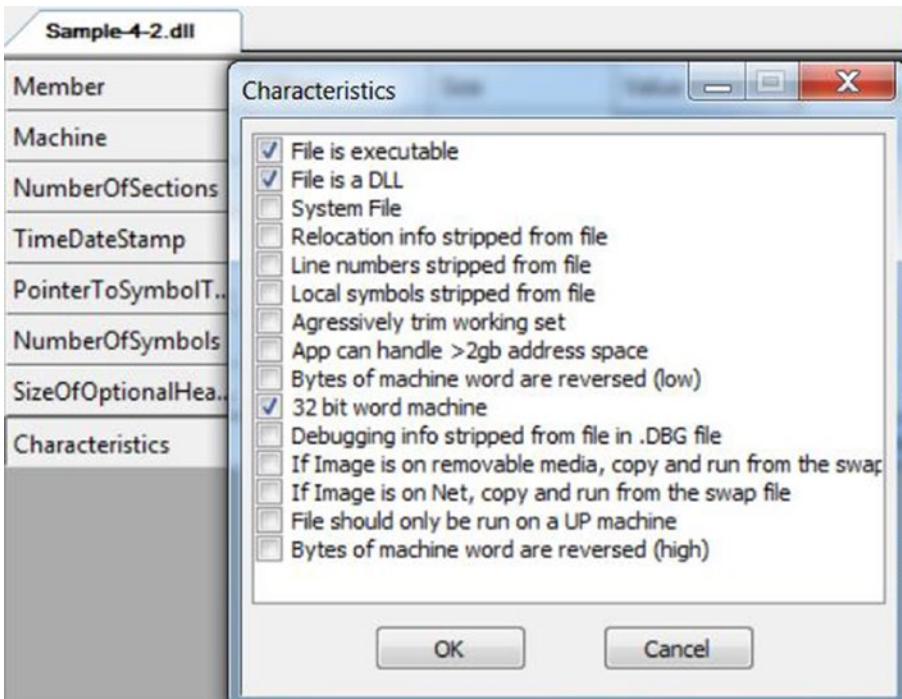 Sample-4-2.dll
Member
Machine
NumberOfSections
TimeDateStamp
PointerToSymbolT..
NumberOfSymbols
SizeOfOptionalHea..
Characteristics
Characteristics
File is executable
File is a DLL
System File
Relocation info stripped from file
Line numbers stripped from file
Local symbols stripped from file
Agressively trim working set
App can handle >2gb address space
Bytes of machine word are reversed (low)
32 bit word machine
Debugging info stripped from file in .DBG file
If Image is on removable media, copy and run from the swap
If Image is on Net, copy and run from the swap file
File should only be run on a UP machine
Bytes of machine word are reversed (high)
OK Cancel